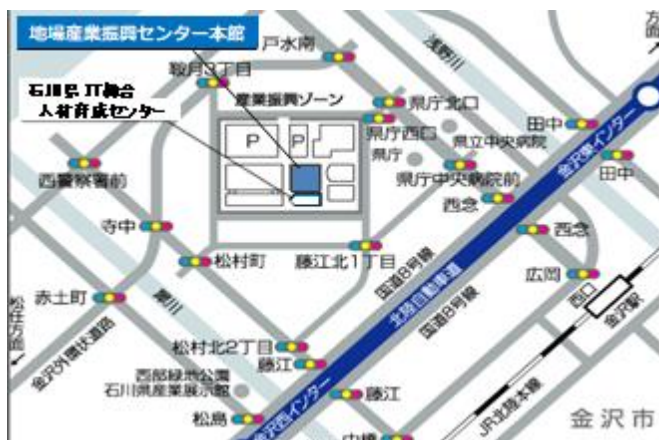 地場産業振興センター本館
石川県IT総合
人材育成センター
戸水南
浅野川
方面
鞍月3丁目
産業振興ゾーン
県庁北口
県庁西口
県庁
県立中央病院
田中
金沢東インター
田中
P
P
西警察署前
県庁中央病院前
西念
西念
寺中
松村町
藤江北1丁目
国道8号線
北陸自動車道
国道8号線
広岡
西口
金沢駅
赤土町
松任方面
金沢外環状道路
犀川
松村北2丁目
藤江
西部緑地公園
石川県産業展示館
藤江
松島
金沢西インター
JR北陸本線
金沢市